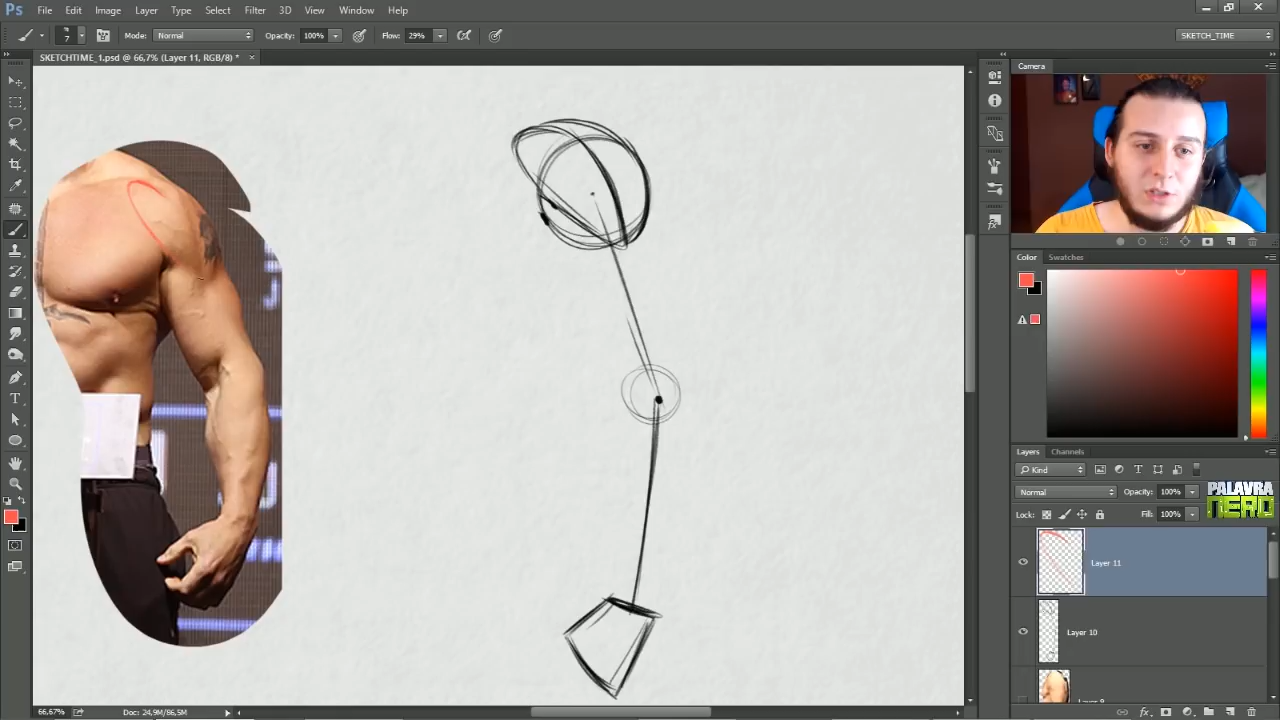 Ps File Edit Image Layer Type Select Filter 3D View Window Help
7 Mode: Normal Opacity: 100% Flow: 29% SKETCH_TIME
SKETCHTIME_1.psd @ 66,7% (Layer 11, RGB/8) *
Camera
Color Swatches
Layers Channels
Kind
Normal Opacity: 100%
PALAVRA NERD
Lock: Fill: 100%
Layer 11
Layer 10
66,67% Doc: 24,9M/86,5M